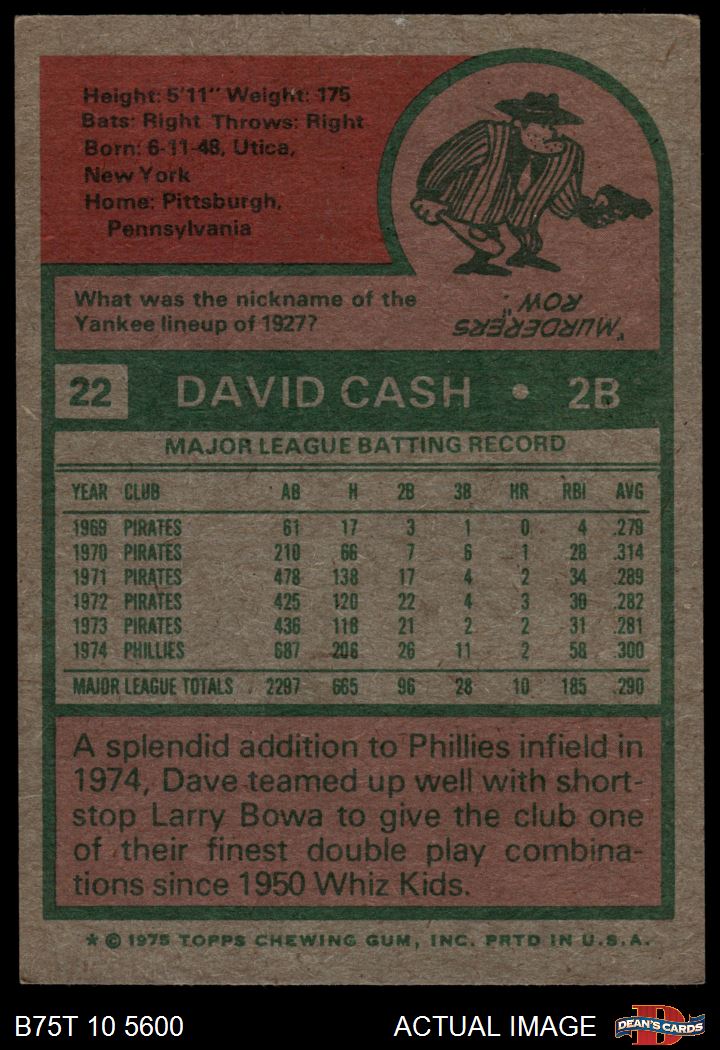 Height: 5'11" Weight: 175
Bats: Right Throws: Right
Born: 6-11-48, Utica,
New York
Home: Pittsburgh,
Pennsylvania
What was the nickname of the
Yankee lineup of 1927?
"MURDERERS
ROW."
22 DAVID CASH • 2B
MAJOR LEAGUE BATTING RECORD
YEAR CLUB AB H 2B 3B HR RBI AVG
1969 PIRATES 61 17 3 1 0 4 .279
1970 PIRATES 210 66 7 6 1 28 .314
1971 PIRATES 478 138 17 4 2 34 .289
1972 PIRATES 425 120 22 4 3 30 .282
1973 PIRATES 436 118 21 2 2 31 .281
1974 PHILLIES 687 206 26 11 2 58 .300
MAJOR LEAGUE TOTALS 2297 665 96 28 10 185 .290
A splendid addition to Phillies infield in
1974, Dave teamed up well with short-
stop Larry Bowa to give the club one
of their finest double play combina-
tions since 1950 Whiz Kids.
* © 1975 TOPPS CHEWING GUM, INC. PRTD IN U.S.A.
B75T 10 5600 ACTUAL IMAGE DEAN'S CARDS